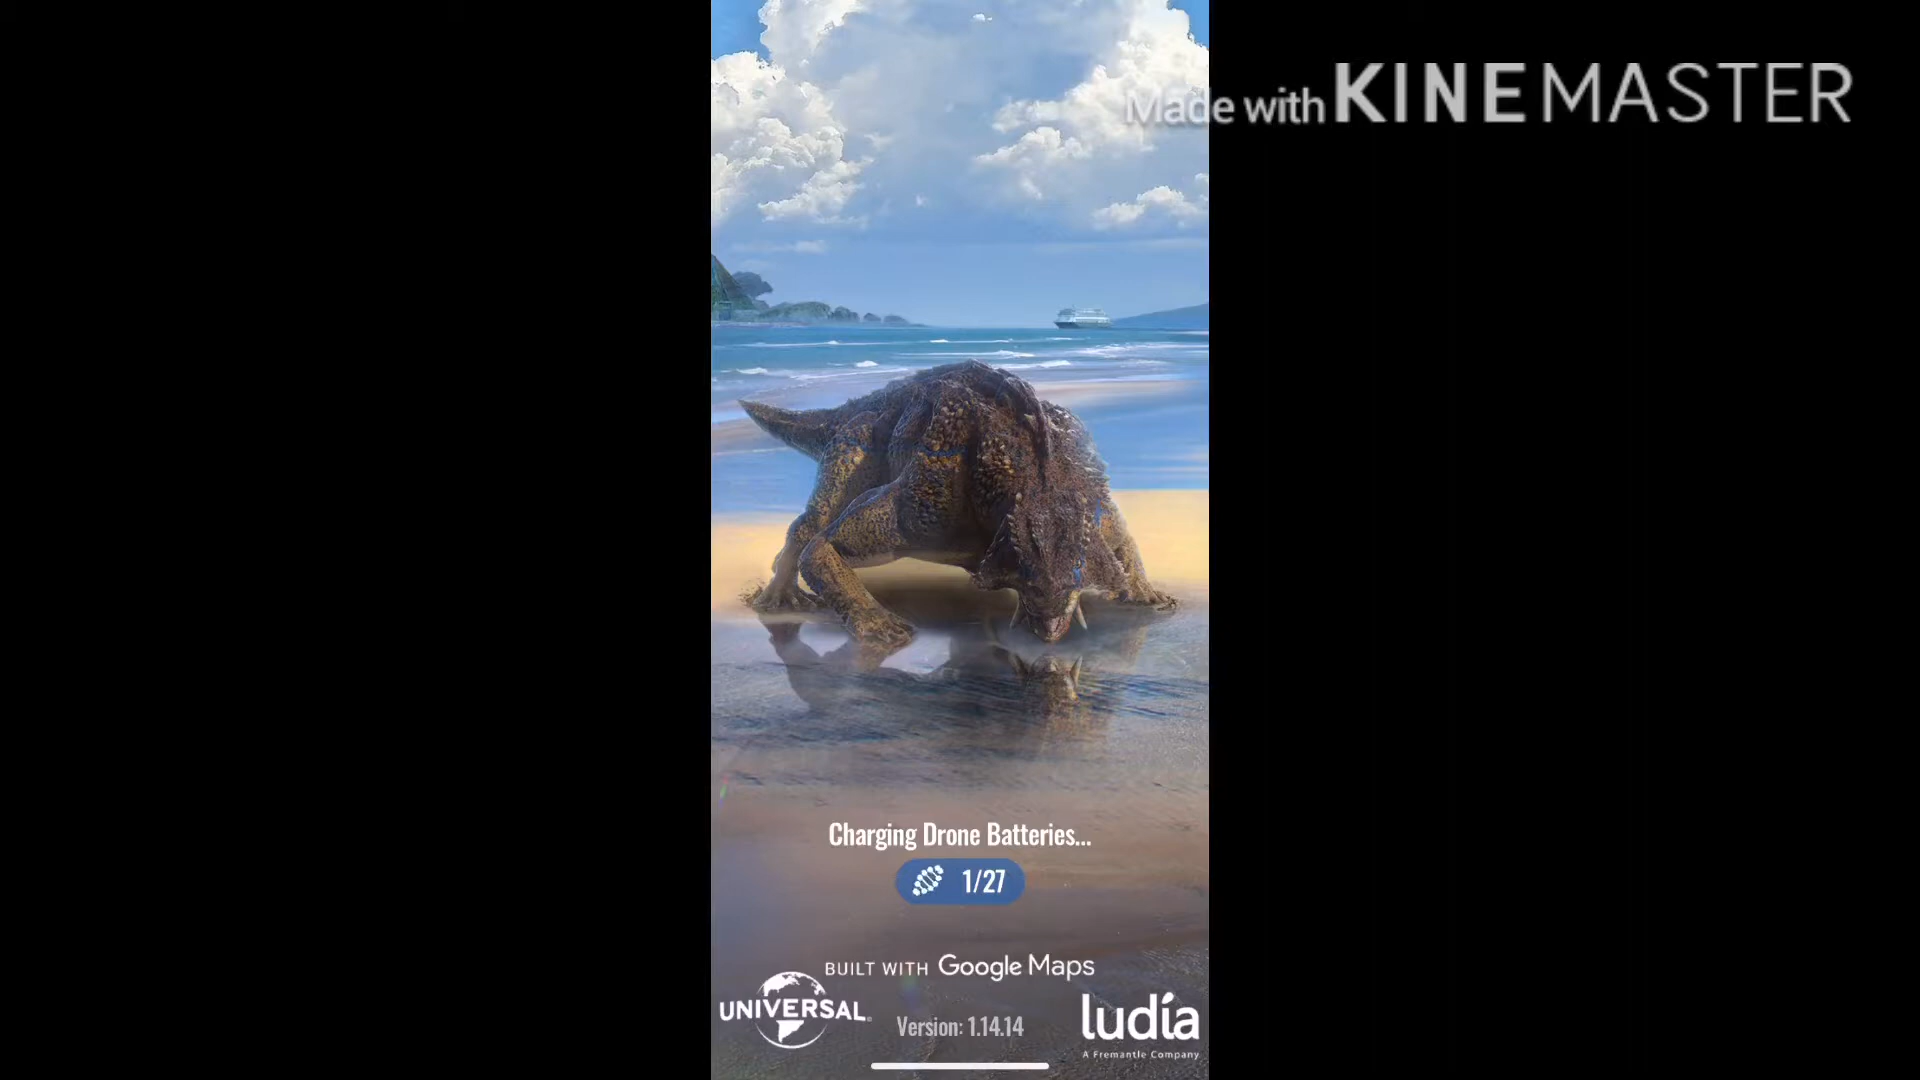 Made with KINEMASTER
Charging Drone Batteries...
1/27
BUILT WITH Google Maps
UNIVERSAL
Version: 1.14.14
ludia
A Fremantle Company